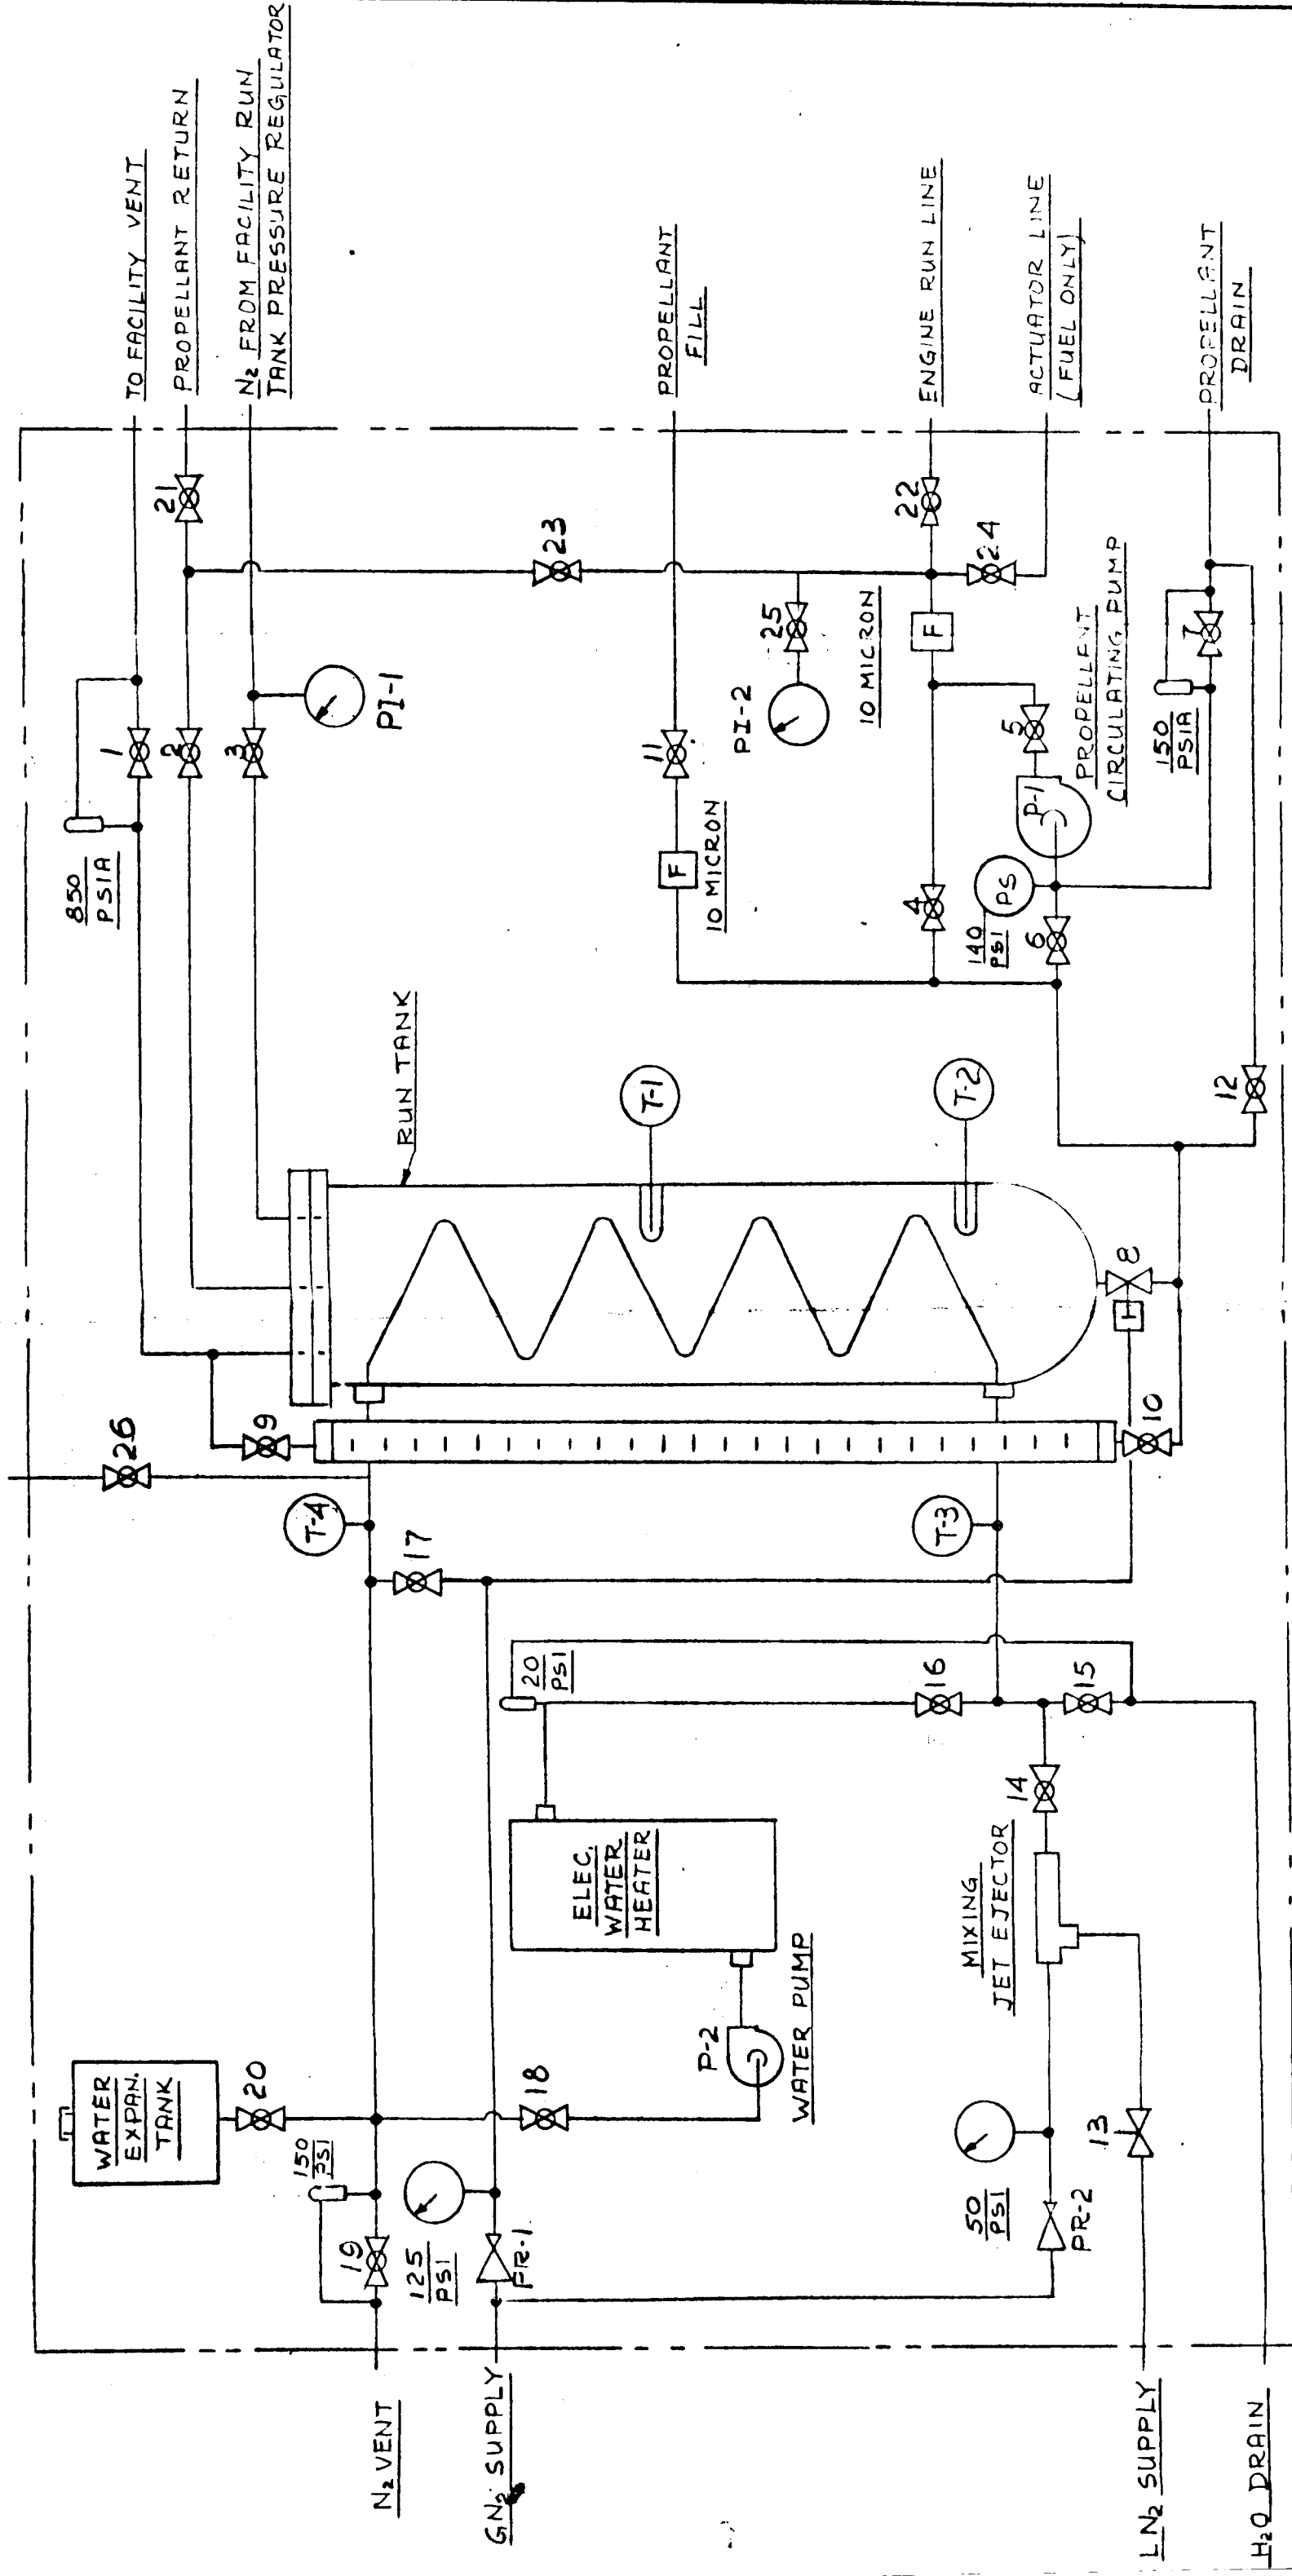 TO FACILITY VENT
PROPELLANT RETURN
N₂ FROM FACILITY RUN
TANK PRESSURE REGULATOR
PROPELLANT
FILL
ENGINE RUN LINE
ACTUATOR LINE
(FUEL ONLY)
PROPELLANT
DRAIN
21
23
22
24
25
PI-1
PI-2
10 MICRON
F
1
2
3
11
5
7
PROPELLENT
CIRCULATING PUMP
P-1
150
PSIA
850
PSIA
F
10 MICRON
4
PS
140
PSI
6
RUN TANK
T-1
T-2
12
8
H
26
9
10
T-4
T-3
17
20
PSI
16
15
14
ELEC.
WATER
HEATER
MIXING
JET EJECTOR
P-2
WATER PUMP
WATER
EXPAN.
TANK
20
18
150
PSI
19
125
PSI
PR-1
50
PSI
PR-2
13
N₂ VENT
GN₂ SUPPLY
LN₂ SUPPLY
H₂O DRAIN